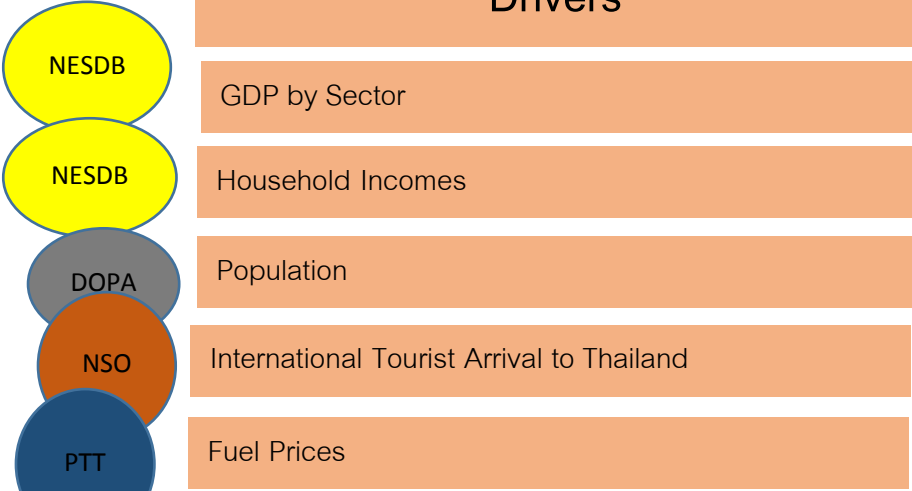 Drivers
NESDB
GDP by Sector
NESDB
Household Incomes
DOPA
Population
NSO
International Tourist Arrival to Thailand
PTT
Fuel Prices